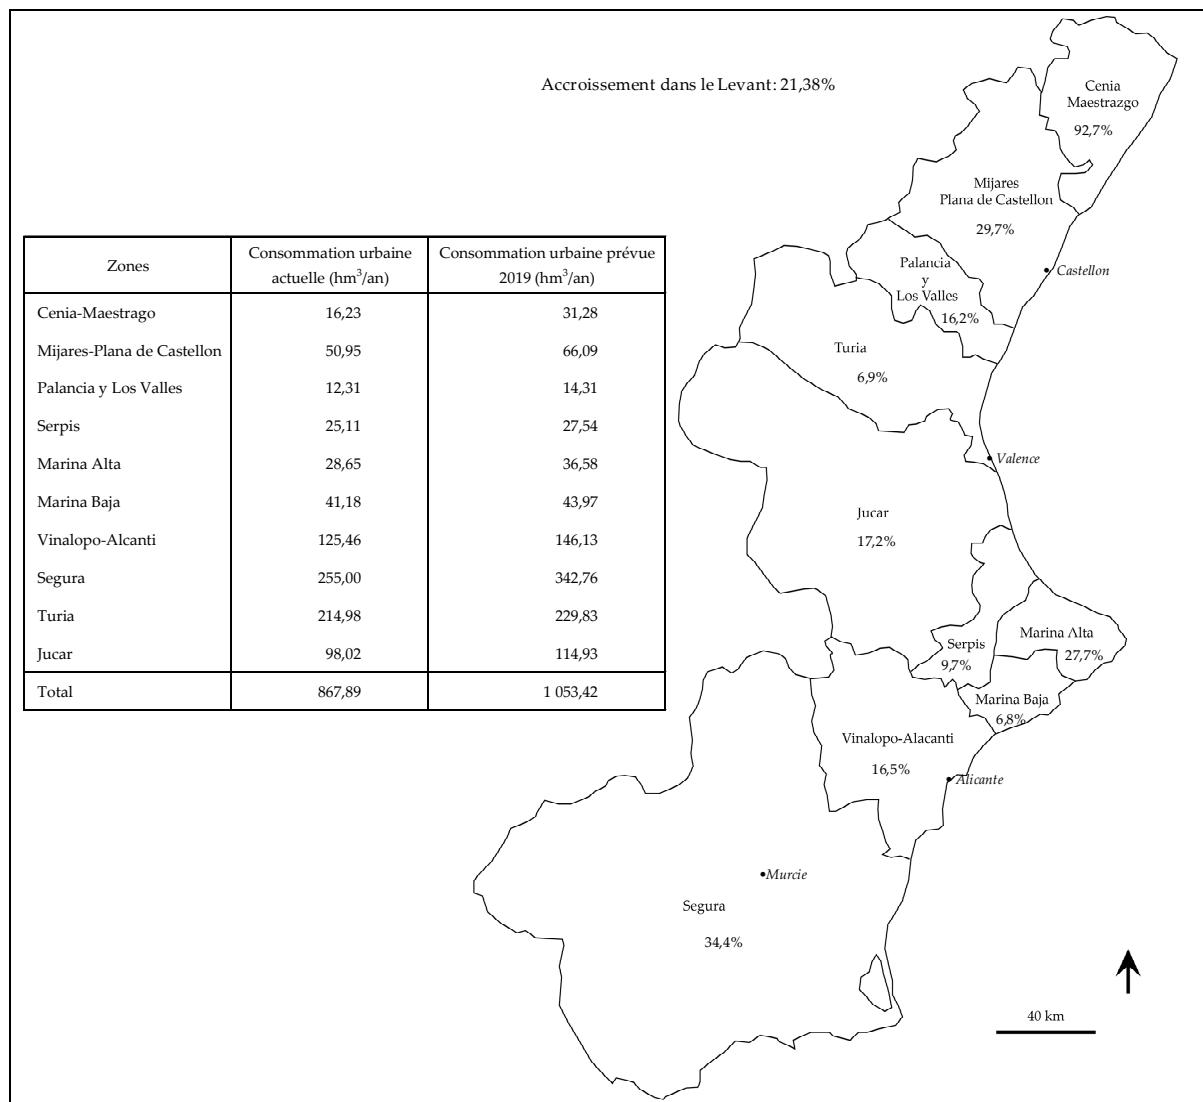 Accroissement dans le Levant: 21,38%
Cenia
Maestrazgo
92,7%
Mijares
Plana de Castellon
29,7%
Palancia
y
Los Valles
16,2%
Castellon
Turia
6,9%
Valence
Jucar
17,2%
Serpis
9,7%
Marina Alta
27,7%
Marina Baja
6,8%
Vinalopo-Alacanti
16,5%
Alicante
Murcie
Segura
34,4%
40 km
Zones Consommation urbaine actuelle (hm³/an) Consommation urbaine prévue 2019 (hm³/an)
Cenia-Maestrago 16,23 31,28
Mijares-Plana de Castellon 50,95 66,09
Palancia y Los Valles 12,31 14,31
Serpis 25,11 27,54
Marina Alta 28,65 36,58
Marina Baja 41,18 43,97
Vinalopo-Alcanti 125,46 146,13
Segura 255,00 342,76
Turia 214,98 229,83
Jucar 98,02 114,93
Total 867,89 1 053,42